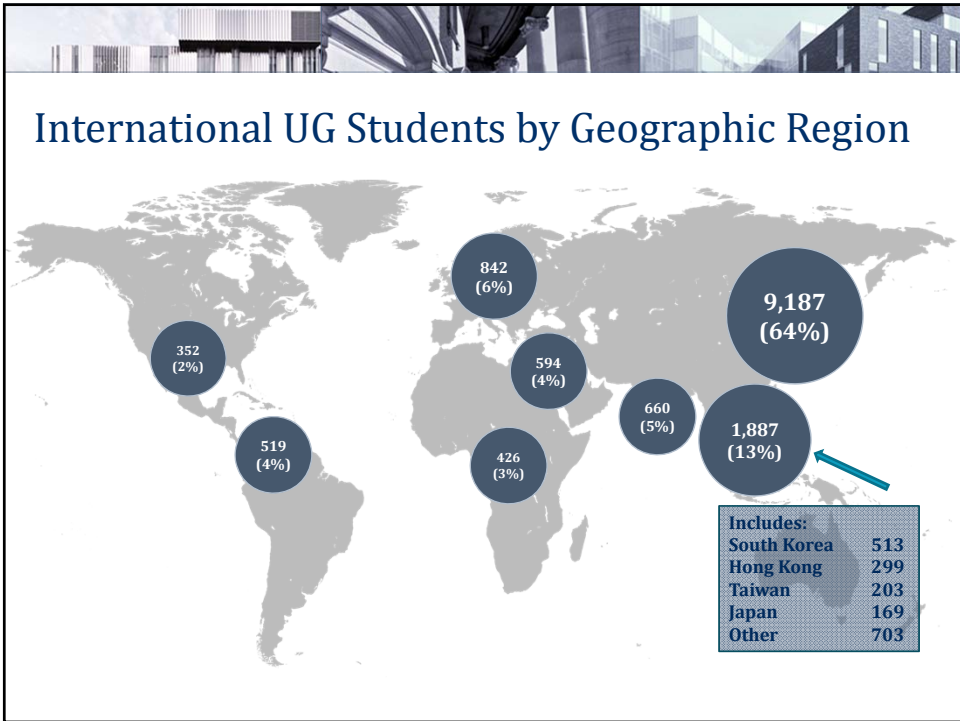 International UG Students by Geographic Region
842
(6%)
9,187
(64%)
352
(2%)
594
(4%)
660
(5%)
1,887
(13%)
519
(4%)
426
(3%)
Includes:
South Korea 513
Hong Kong 299
Taiwan 203
Japan 169
Other 703